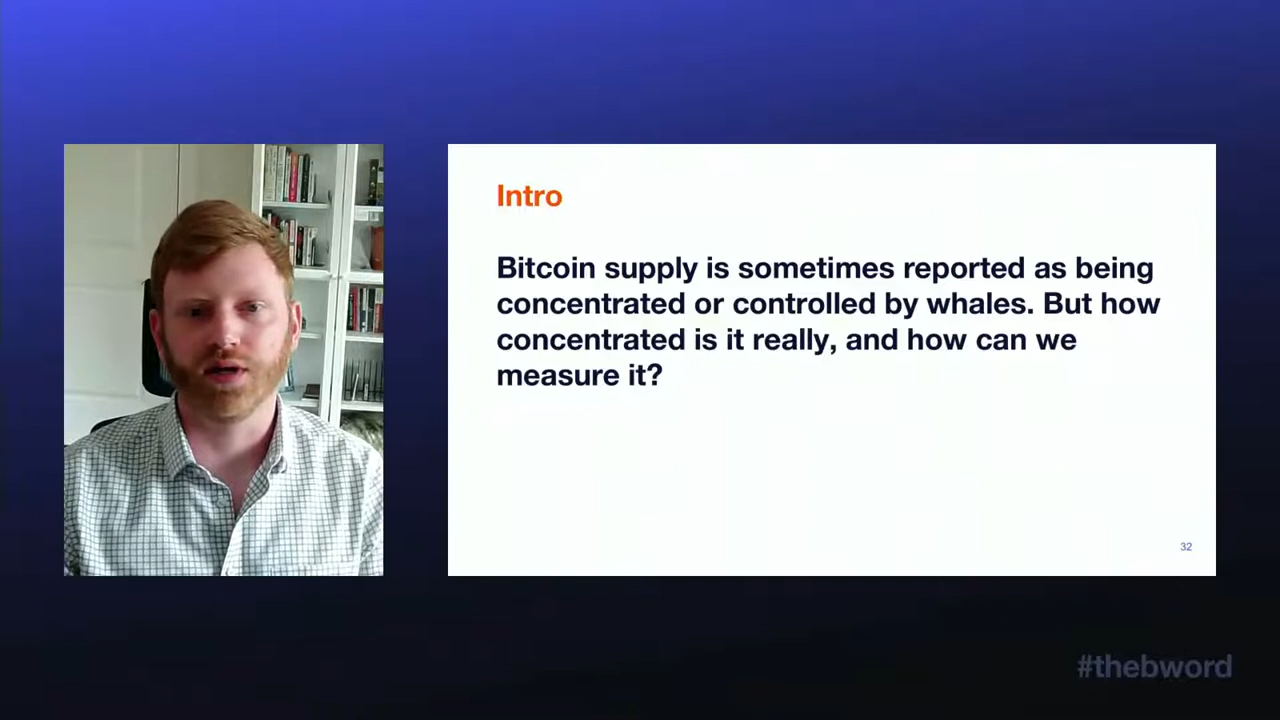 Intro
Bitcoin supply is sometimes reported as being
concentrated or controlled by whales. But how
concentrated is it really, and how can we
measure it?
32
#thebword